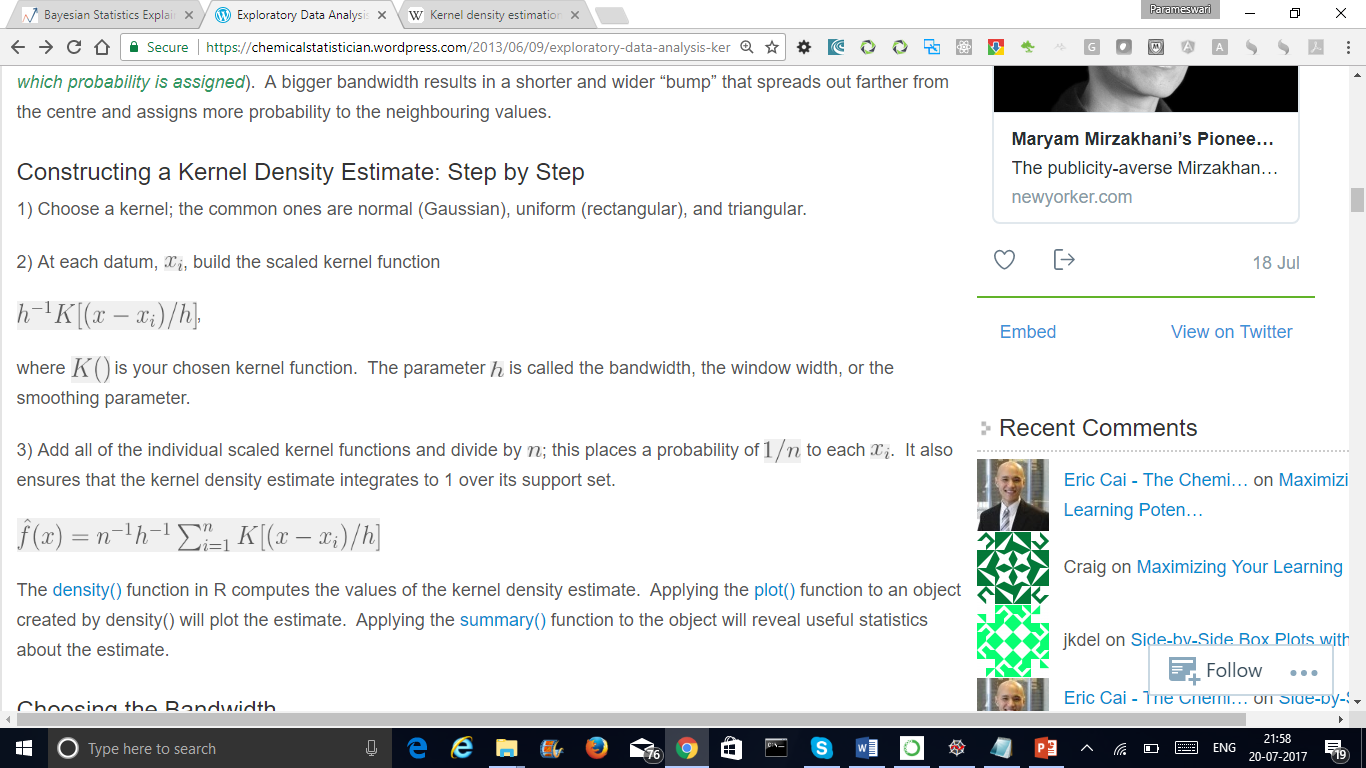 Bayesian Statistics Explai
Exploratory Data Analysis
Kernel density estimation
Parameswari
Secure
https://chemicalstatistician.wordpress.com/2013/06/09/exploratory-data-analysis-ker
which probability is assigned). A bigger bandwidth results in a shorter and wider “bump” that spreads out farther from
the centre and assigns more probability to the neighbouring values.
Constructing a Kernel Density Estimate: Step by Step
1) Choose a kernel; the common ones are normal (Gaussian), uniform (rectangular), and triangular.
2) At each datum, xᵢ, build the scaled kernel function
h⁻¹K[(x − xᵢ)/h],
where K() is your chosen kernel function. The parameter h is called the bandwidth, the window width, or the
smoothing parameter.
3) Add all of the individual scaled kernel functions and divide by n; this places a probability of 1/n to each xᵢ. It also
ensures that the kernel density estimate integrates to 1 over its support set.
f̂(x) = n⁻¹h⁻¹ ∑ⁿᵢ₌₁ K[(x − xᵢ)/h]
The density() function in R computes the values of the kernel density estimate. Applying the plot() function to an object
created by density() will plot the estimate. Applying the summary() function to the object will reveal useful statistics
about the estimate.
Choosing the Bandwidth
Maryam Mirzakhani’s Pionee…
The publicity-averse Mirzakhan…
newyorker.com
18 Jul
Embed
View on Twitter
Recent Comments
Eric Cai - The Chemi… on Maximizi
Learning Poten…
Craig on Maximizing Your Learning
jkdel on Side-by-Side Box Plots with
Follow
Eric Cai - The Chemi… on Side-by-S
Type here to search
76
ENG
21:58
20-07-2017
19